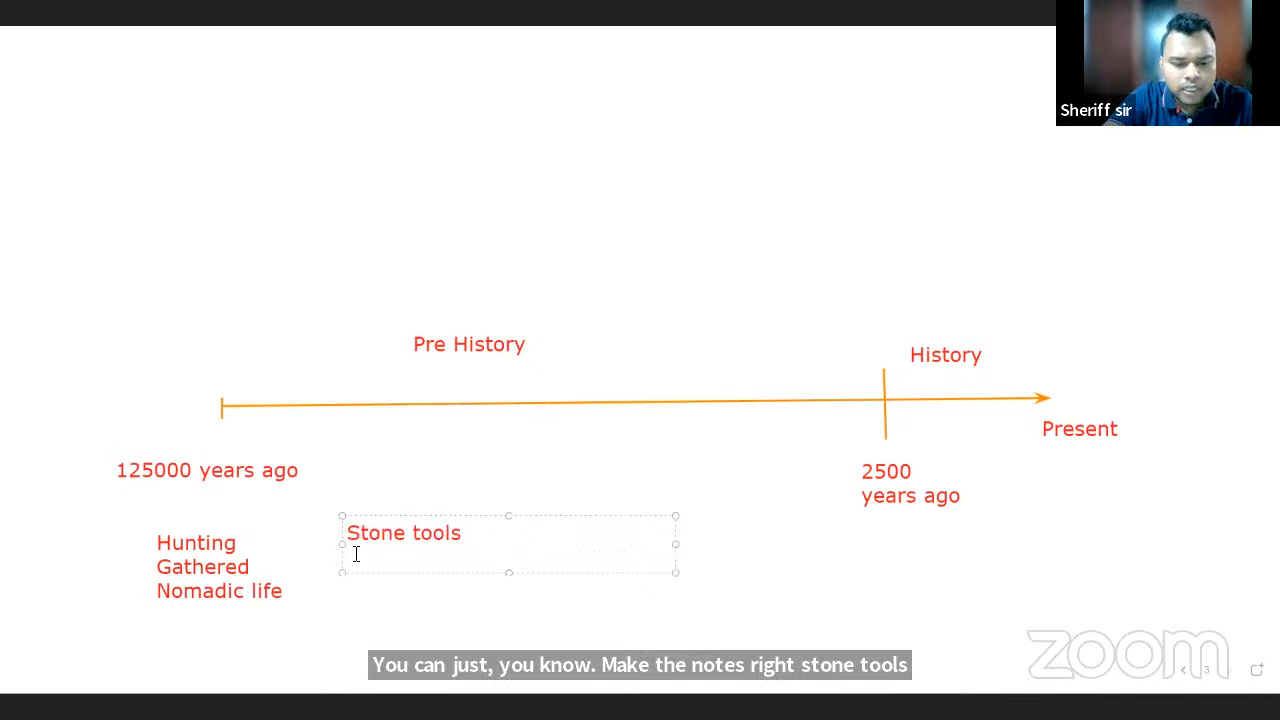 Sheriff sir
Pre History
History
Present
125000 years ago
2500
years ago
Stone tools
Hunting
Gathered
Nomadic life
You can just, you know. Make the notes right stone tools
zoom
3